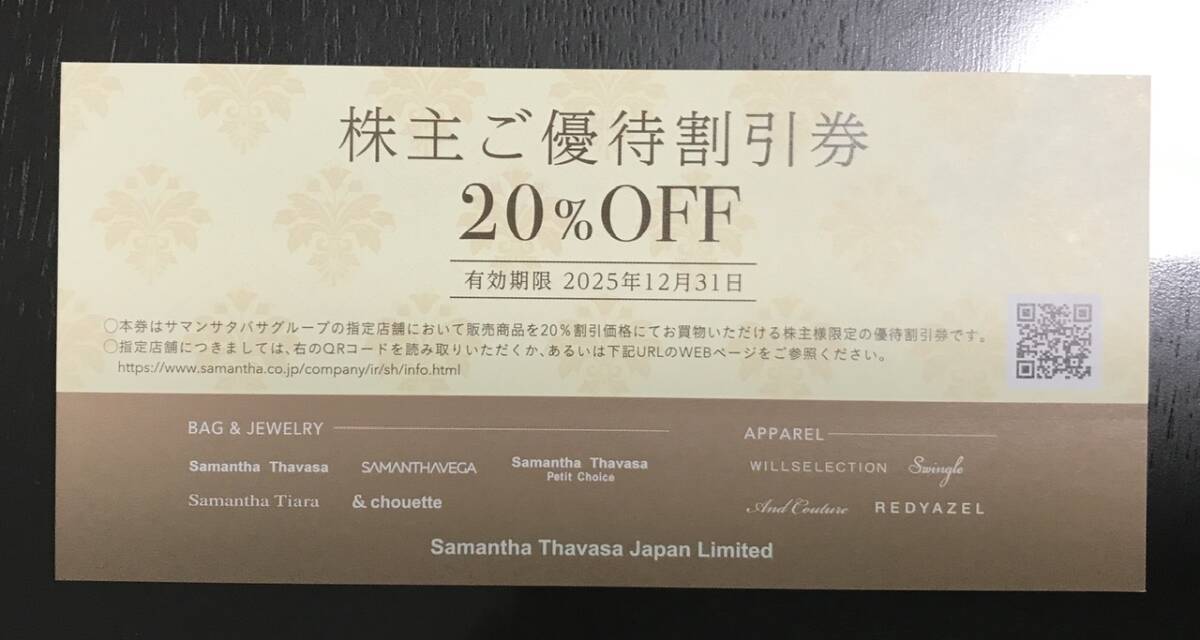 株主ご優待割引券
20%OFF
有効期限 2025年12月31日
○本券はサマンサタバサグループの指定店舗において販売商品を20%割引価格にてお買物いただける株主様限定の優待割引券です。
○指定店舗につきましては、右のQRコードを読み取りいただくか、あるいは下記URLのWEBページをご参照ください。
https://www.samantha.co.jp/company/ir/sh/info.html
BAG & JEWELRY
Samantha Thavasa
SAMANTHAVEGA
Samantha Thavasa
Petit Choice
Samantha Tiara
& chouette
APPAREL
WILLSELECTION
Swingle
And Couture
REDYAZEL
Samantha Thavasa Japan Limited